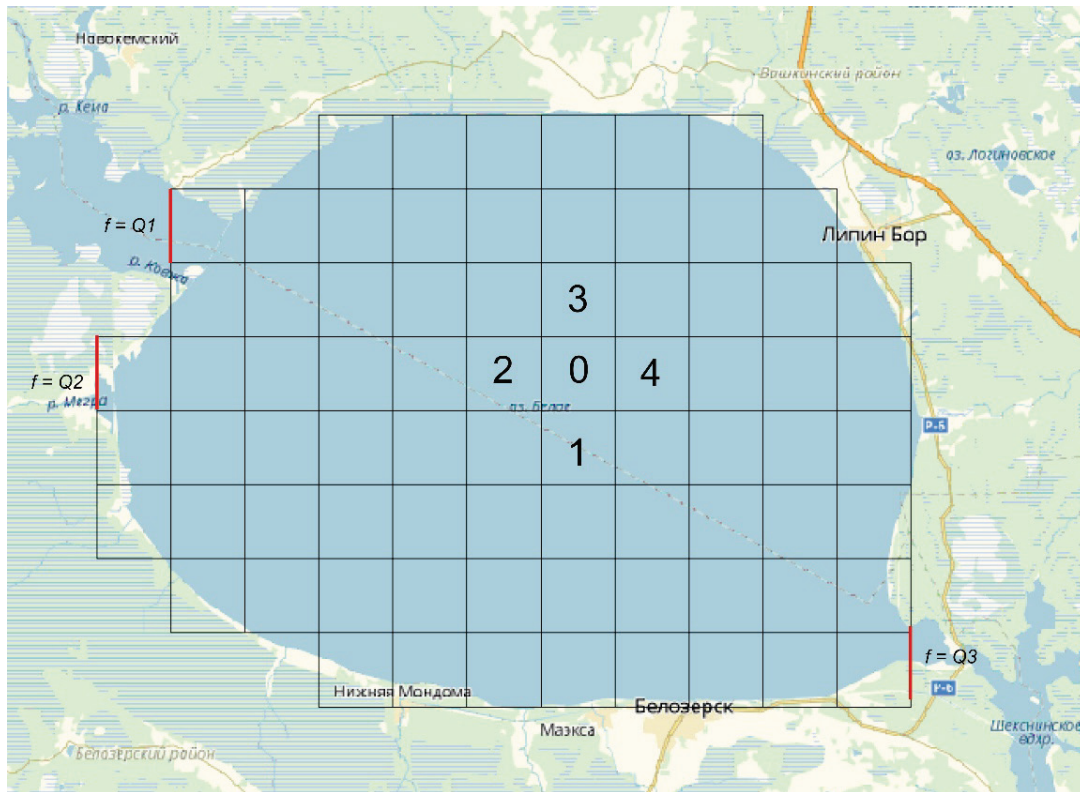 Новокемский
Вашкинский район
р. Кема
оз. Логиновское
f = Q1
Липин Бор
р. Ковжа
3
f = Q2
2 0 4
р. Мегра
оз. Белое
Р-5
1
f = Q3
Р-6
Нижняя Мондома
Белозерск
Маэкса
Шекснинское
вдхр.
Белозерский район